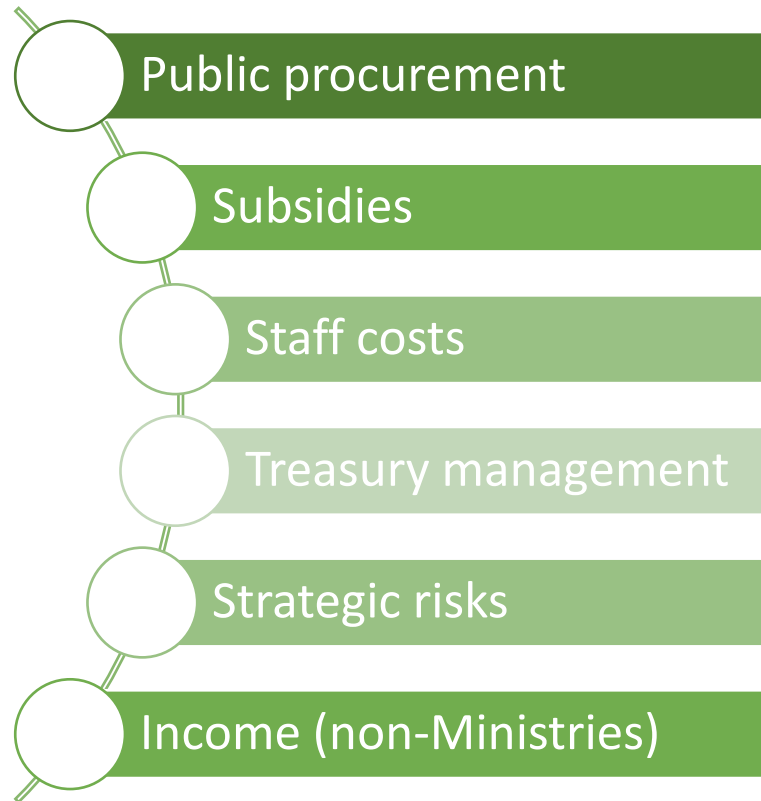 Public procurement
Subsidies
Staff costs
Treasury management
Strategic risks
Income (non-Ministries)